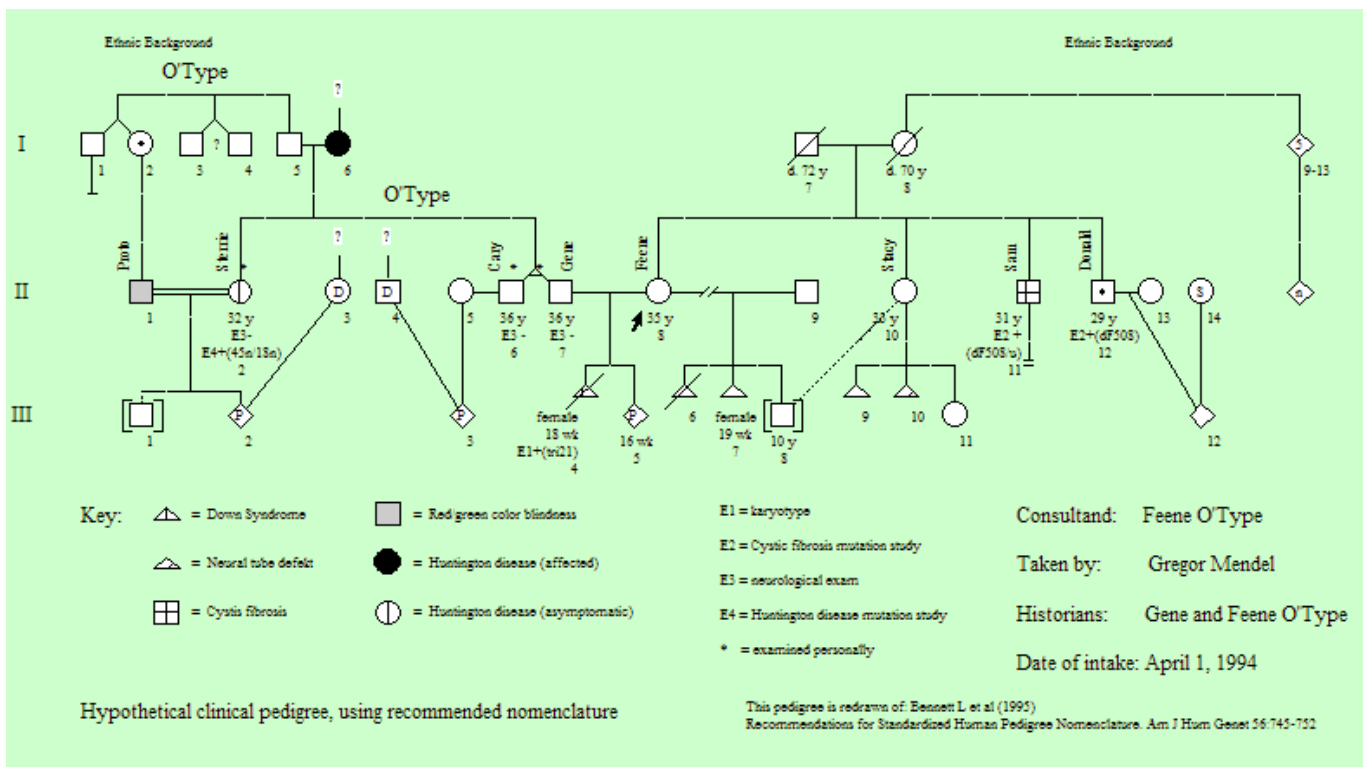 Ethnic Background Ethnic Background
O'Type
?
I
1 2 3 ? 4 5 6 d. 72 y 7 d. 70 y 8 5 9-13
O'Type
Proto Sterrie ? ? Cary Gene Feene Stacy Sam Donald
* * *
II
D D S n
1 32 y 3 4 5 36 y 36 y 35 y 9 33 y 31 y 29 y 13 14
E3- E3 - E3 - 8 10 E2 + E2+(dF508)
E4+(45n/18n) 6 7 (dF508/u) 12
2 11
III
P P P
1 2 3 female 16 wk 6 female 10 y 9 10 11 12
18 wk 5 19 wk 8
E1+(tri21) 7
4
Key: = Down Syndrome = Red green color blindness
= Neural tube defekt = Huntington disease (affected)
= Cystis fibrosis = Huntington disease (asymptomatic)
E1 = karyotype
E2 = Cystic fibrosis mutation study
E3 = neurological exam
E4 = Huntington disease mutation study
* = examined personally
Consultand: Feene O'Type
Taken by: Gregor Mendel
Historians: Gene and Feene O'Type
Date of intake: April 1, 1994
Hypothetical clinical pedigree, using recommended nomenclature
This pedigree is redrawn of: Bennett L et al (1995)
Recommendations for Standardized Human Pedigree Nomenclature. Am J Hum Genet 56:745-752